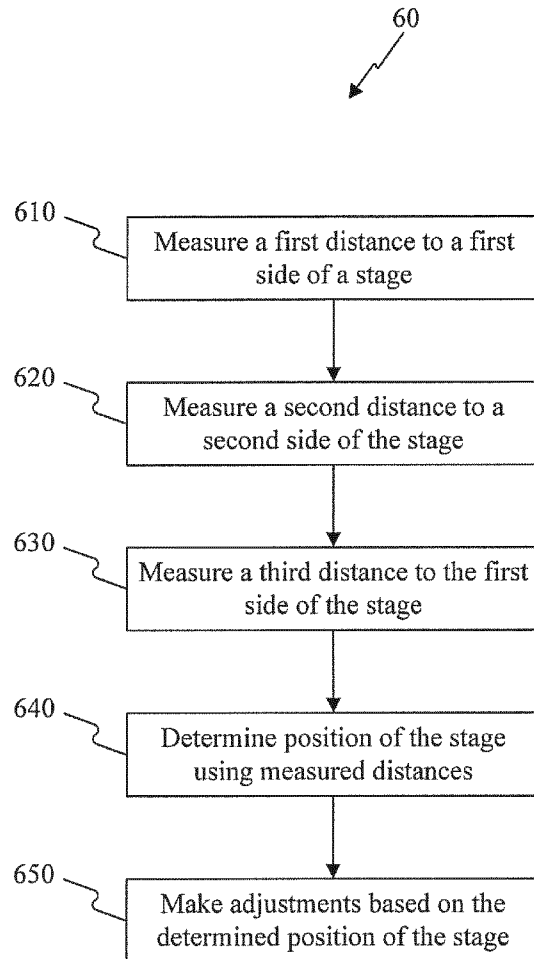 60
610
Measure a first distance to a first
side of a stage
620
Measure a second distance to a
second side of the stage
630
Measure a third distance to the first
side of the stage
640
Determine position of the stage
using measured distances
650
Make adjustments based on the
determined position of the stage